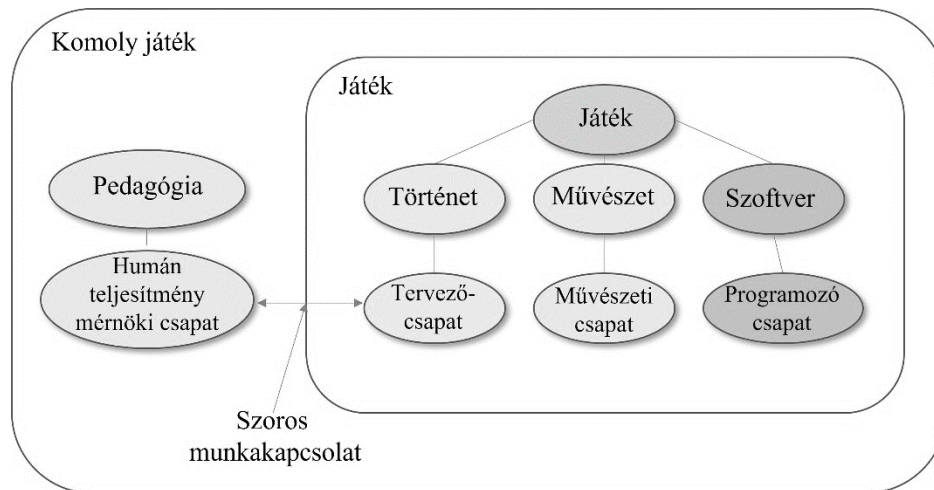 Komoly játék
Játék
Játék
Pedagógia
Történet
Művészet
Szoftver
Humán
teljesítmény
mérnöki csapat
Tervező-
csapat
Művészeti
csapat
Programozó
csapat
Szoros
munkakapcsolat